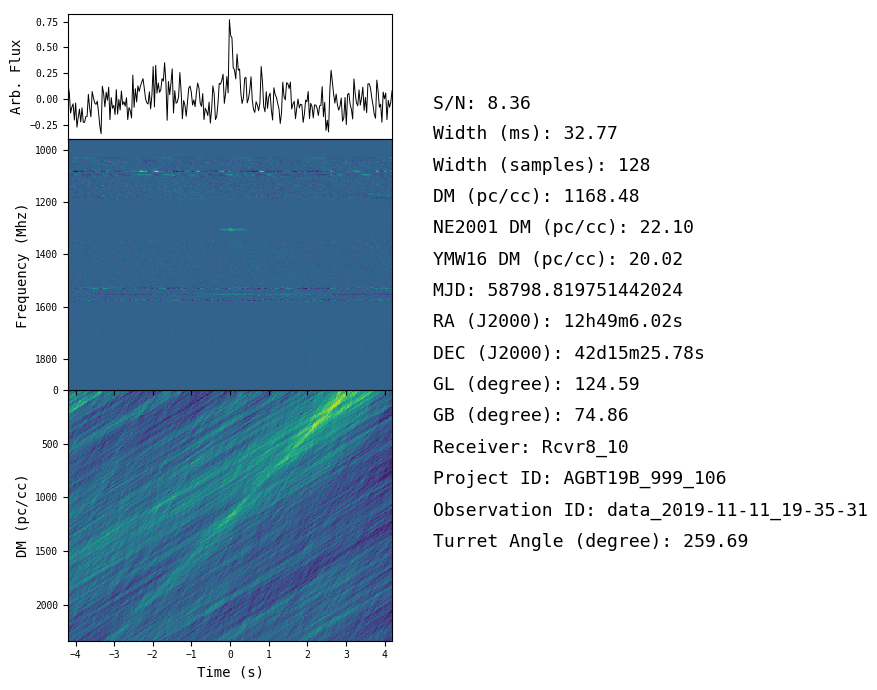 0.75
0.50
0.25
0.00
−0.25
Arb. Flux
1000
1200
1400
1600
1800
Frequency (Mhz)
0
500
1000
1500
2000
DM (pc/cc)
−4 −3 −2 −1 0 1 2 3 4
Time (s)
S/N: 8.36
Width (ms): 32.77
Width (samples): 128
DM (pc/cc): 1168.48
NE2001 DM (pc/cc): 22.10
YMW16 DM (pc/cc): 20.02
MJD: 58798.819751442024
RA (J2000): 12h49m6.02s
DEC (J2000): 42d15m25.78s
GL (degree): 124.59
GB (degree): 74.86
Receiver: Rcvr8_10
Project ID: AGBT19B_999_106
Observation ID: data_2019-11-11_19-35-31
Turret Angle (degree): 259.69